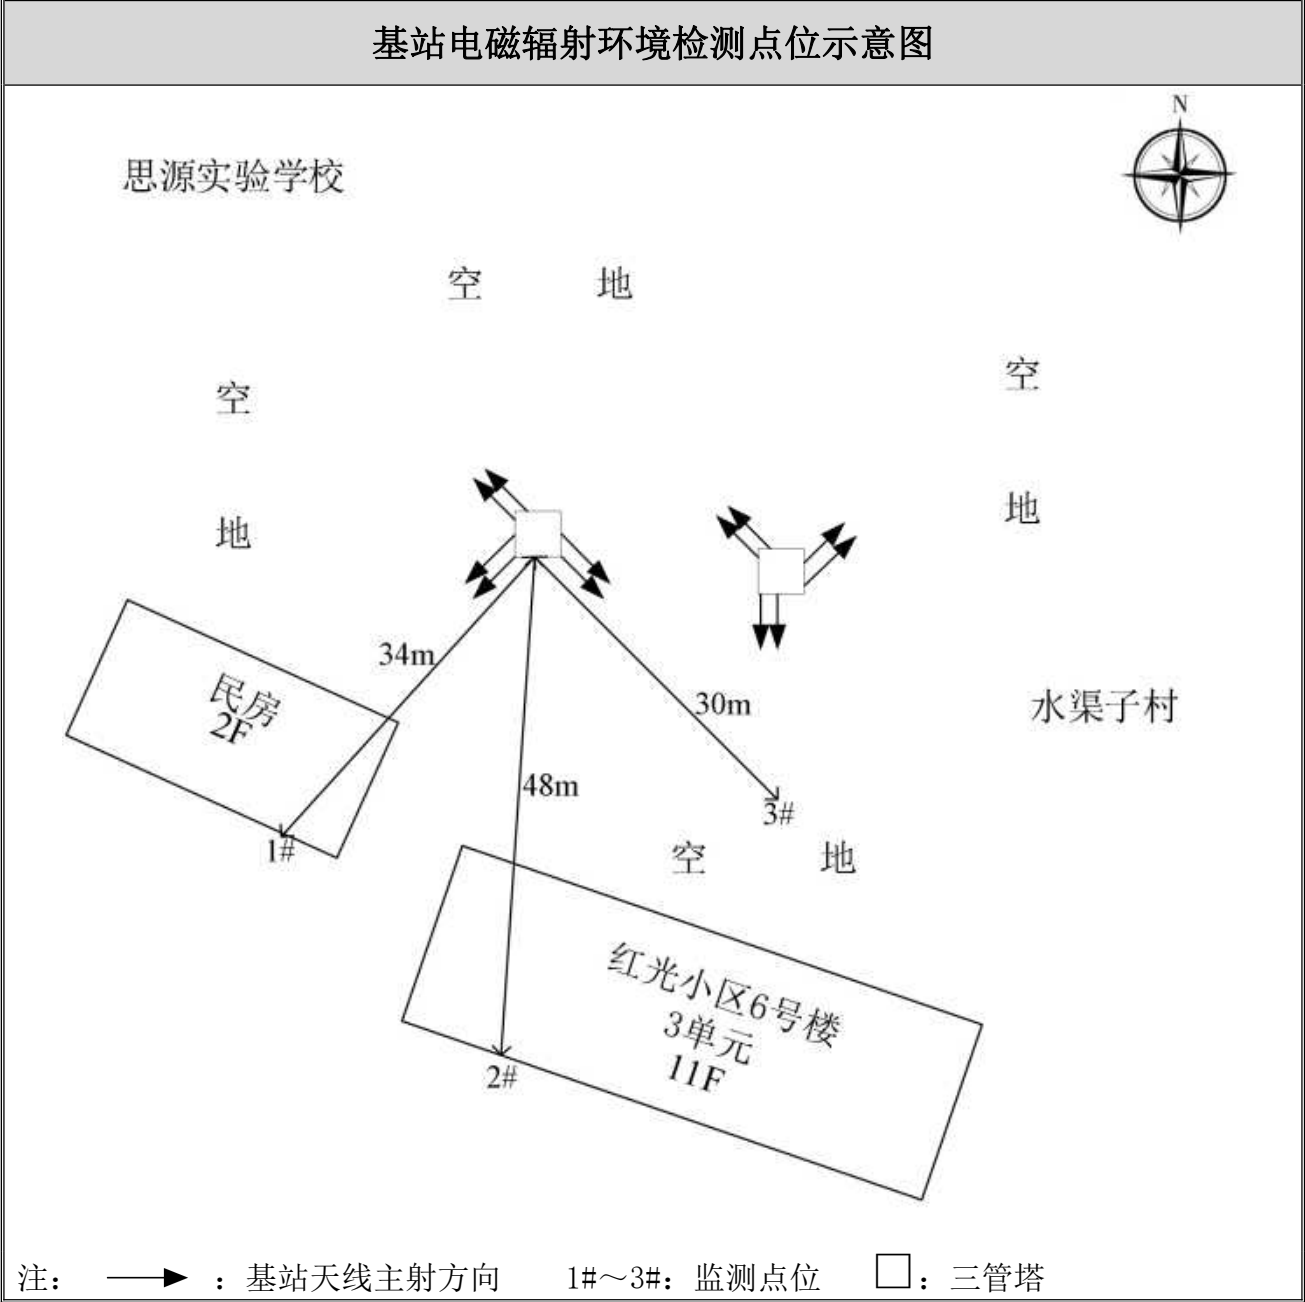 基站电磁辐射环境检测点位示意图
N
思源实验学校
空 地
空
地
空
地
34m
30m
48m
民房
2F
水渠子村
1#
3#
空 地
红光小区6号楼
3单元
11F
2#
注： ：基站天线主射方向 1#～3#：监测点位 ：三管塔